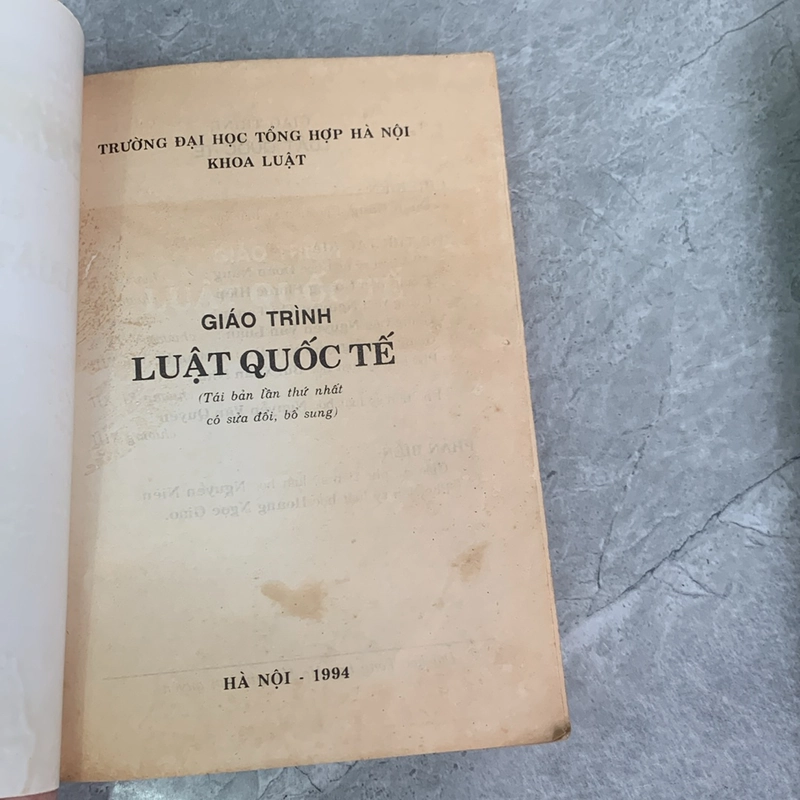 TRƯỜNG ĐẠI HỌC TỔNG HỢP HÀ NỘI
KHOA LUẬT
GIÁO TRÌNH
LUẬT QUỐC TẾ
(Tái bản lần thứ nhất
có sửa đổi, bổ sung)
HÀ NỘI - 1994